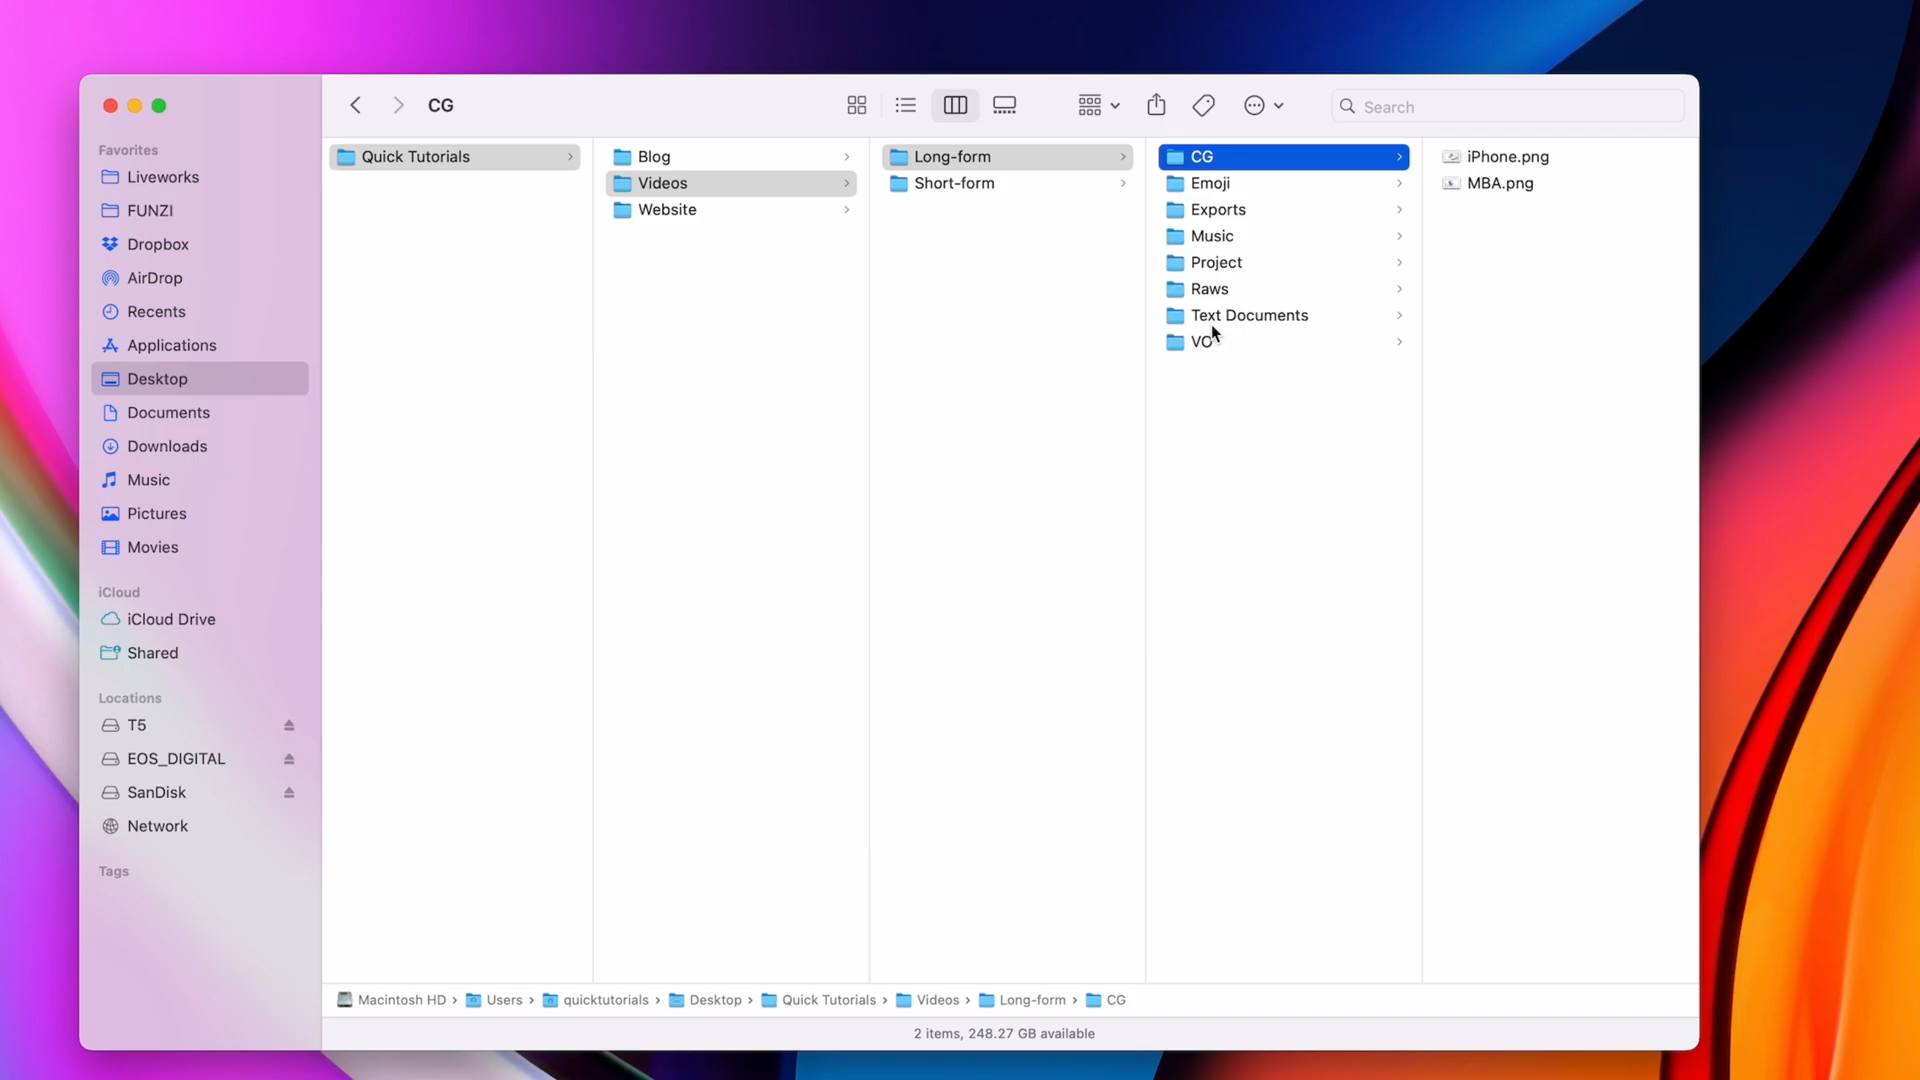 CG
Search
Favorites
Liveworks
FUNZI
Dropbox
AirDrop
Recents
Applications
Desktop
Documents
Downloads
Music
Pictures
Movies
iCloud
iCloud Drive
Shared
Locations
T5
EOS_DIGITAL
SanDisk
Network
Tags
Quick Tutorials
Blog
Videos
Website
Long-form
Short-form
CG
Emoji
Exports
Music
Project
Raws
Text Documents
VO
iPhone.png
MBA.png
Macintosh HD › Users › quicktutorials › Desktop › Quick Tutorials › Videos › Long-form › CG
2 items, 248.27 GB available